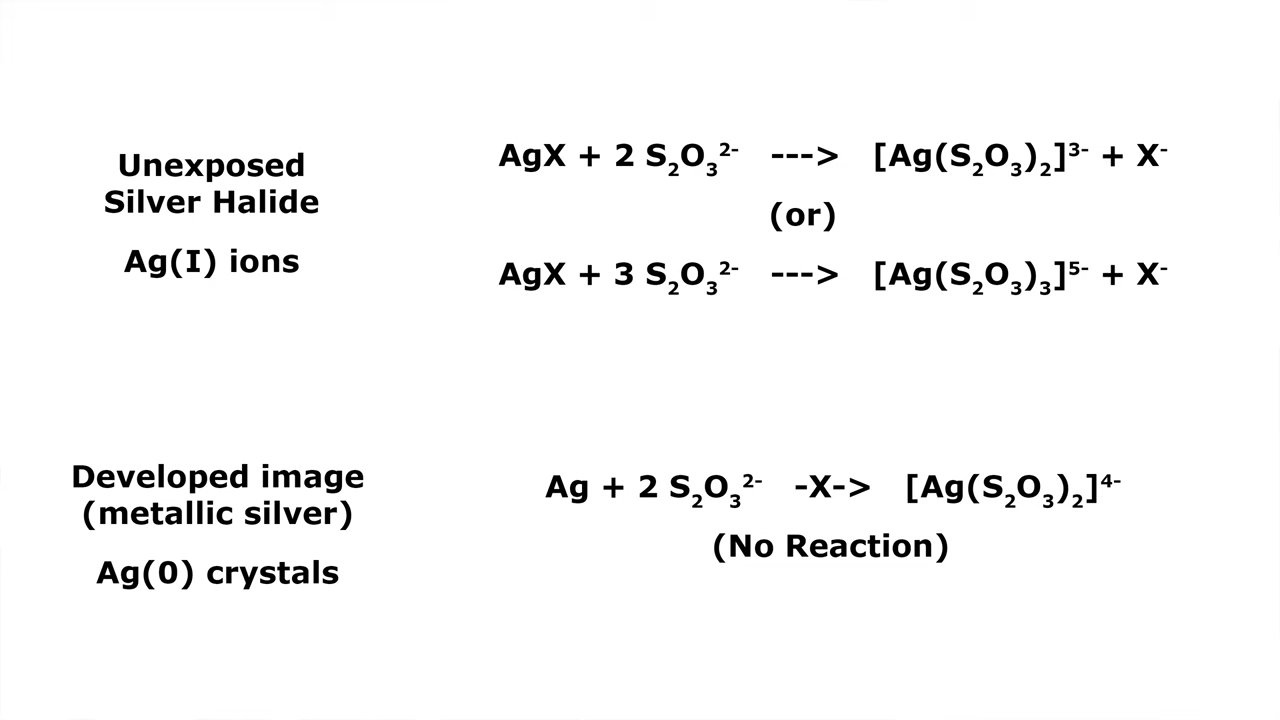 Unexposed
Silver Halide
Ag(I) ions
AgX + 2 S₂O₃²⁻ ---> [Ag(S₂O₃)₂]³⁻ + X⁻
(or)
AgX + 3 S₂O₃²⁻ ---> [Ag(S₂O₃)₃]⁵⁻ + X⁻
Developed image
(metallic silver)
Ag(0) crystals
Ag + 2 S₂O₃²⁻ -X-> [Ag(S₂O₃)₂]⁴⁻
(No Reaction)